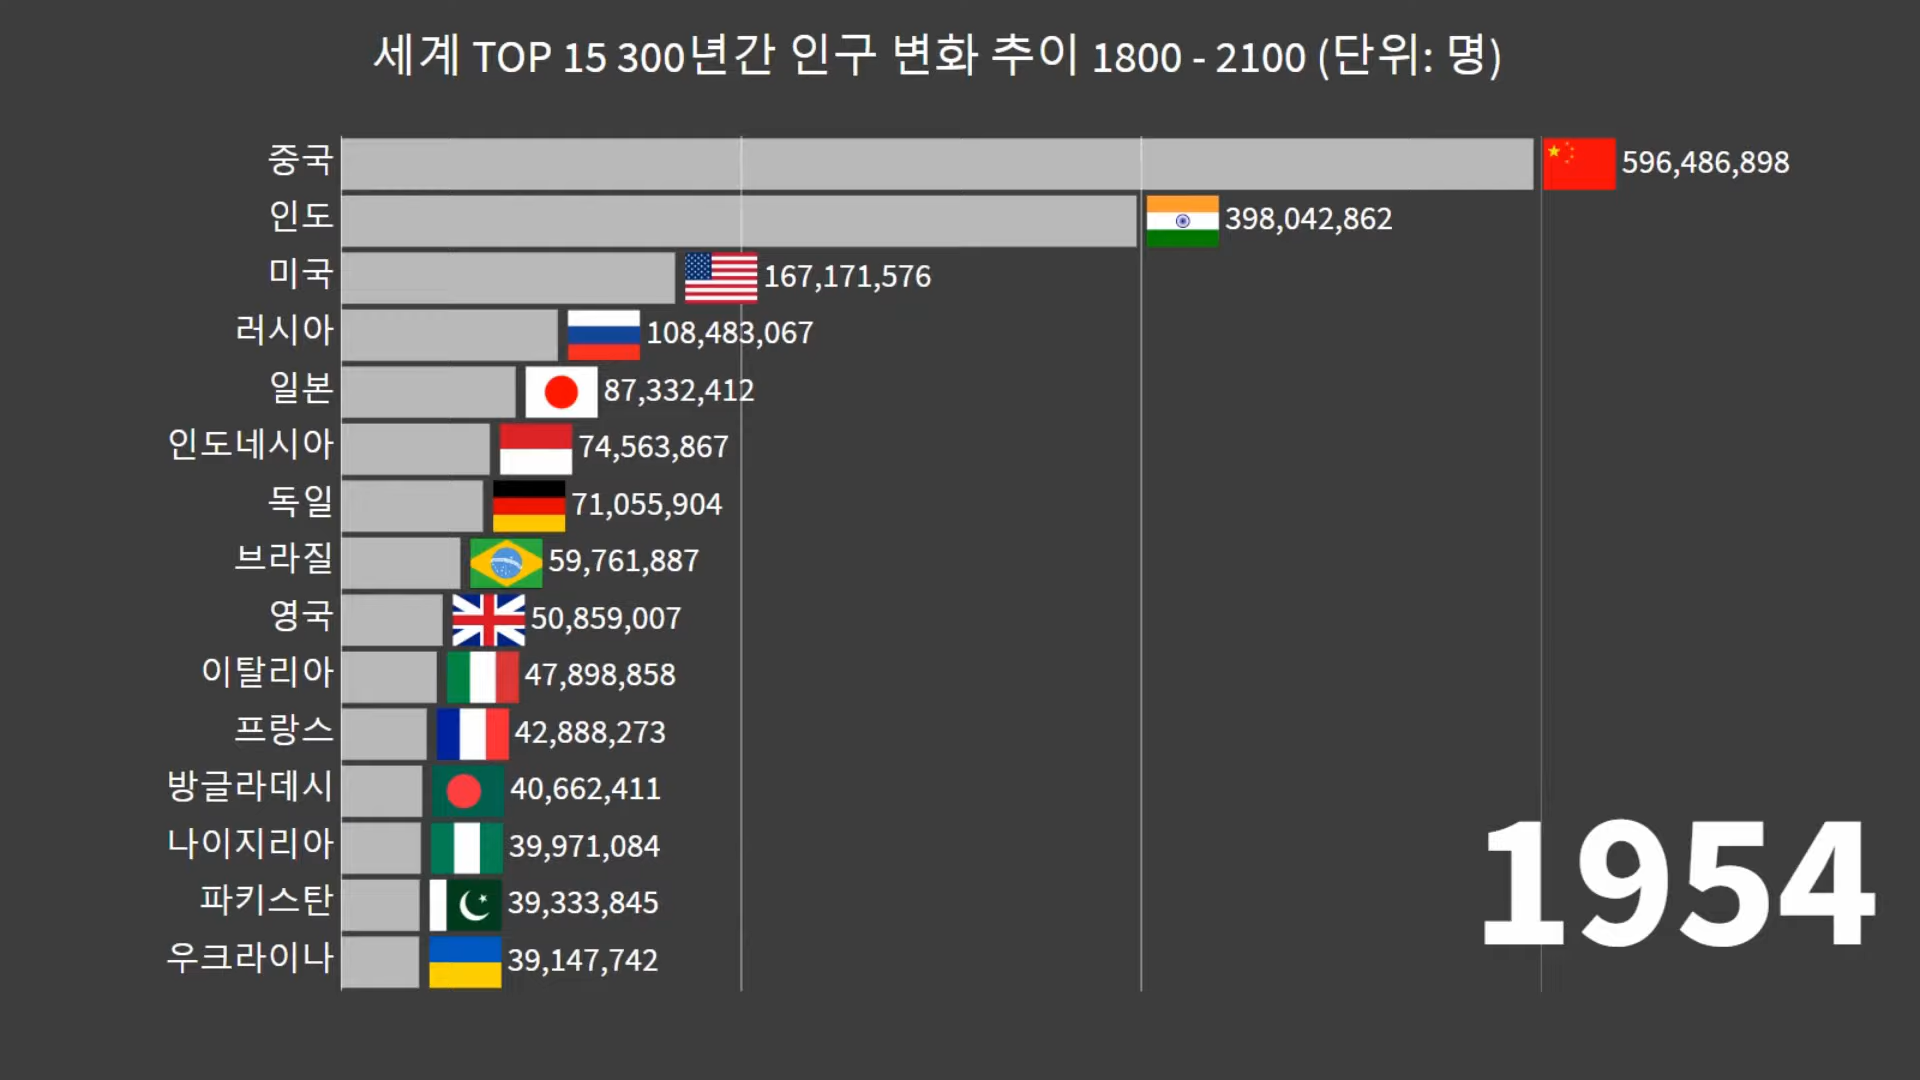 세계 TOP 15 300년간 인구 변화 추이 1800 - 2100 (단위: 명)
중국 596,486,898
인도 398,042,862
미국 167,171,576
러시아 108,483,067
일본 87,332,412
인도네시아 74,563,867
독일 71,055,904
브라질 59,761,887
영국 50,859,007
이탈리아 47,898,858
프랑스 42,888,273
방글라데시 40,662,411
나이지리아 39,971,084
파키스탄 39,333,845
우크라이나 39,147,742
1954